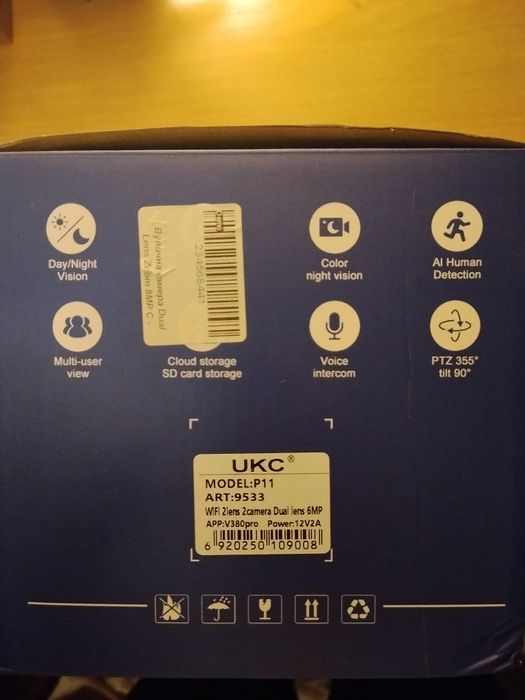 Day/Night
Vision
Вулична камера Dual
Lens Zoom 8MP C -
234568441
Color
night vision
AI Human
Detection
Multi-user
view
Cloud storage
SD card storage
Voice
intercom
PTZ 355°
tilt 90°
UKC®
MODEL:P11
ART:9533
WIFI 2lens 2camera Dual lens 6MP
APP:V380pro Power:12V2A
6 920250 109008